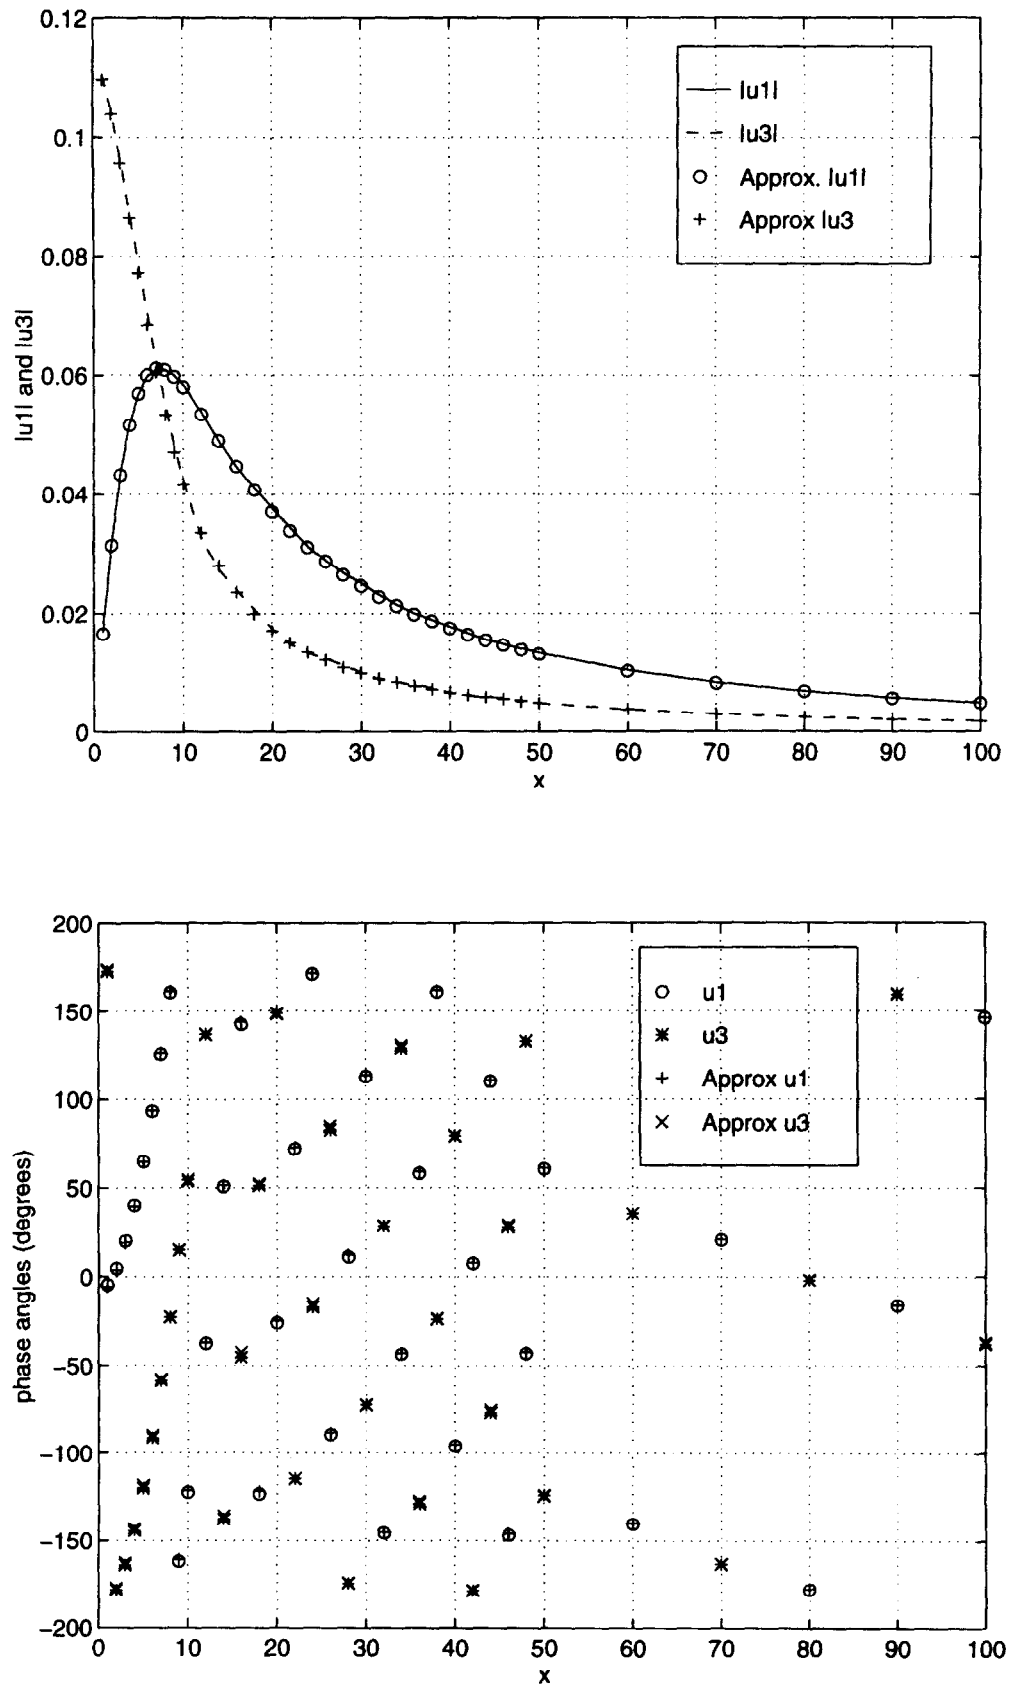 0.12
0.1
0.08
0.06
0.04
0.02
0
|u1| and |u3|
|u1|
|u3|
Approx. |u1|
Approx |u3
0 10 20 30 40 50 60 70 80 90 100
x
200
150
100
50
0
−50
−100
−150
−200
phase angles (degrees)
u1
u3
Approx u1
Approx u3
0 10 20 30 40 50 60 70 80 90 100
x